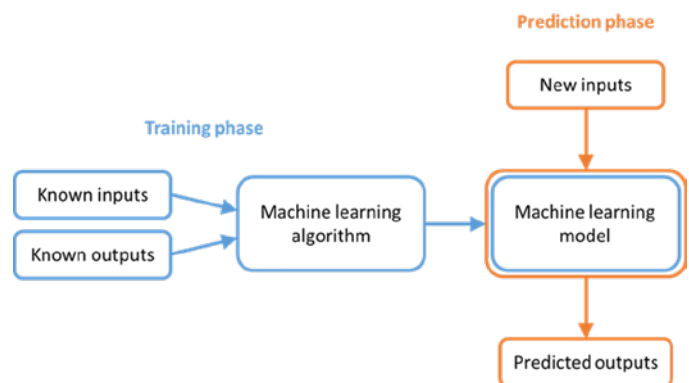 Prediction phase
New inputs
Training phase
Known inputs
Known outputs
Machine learning
algorithm
Machine learning
model
Predicted outputs